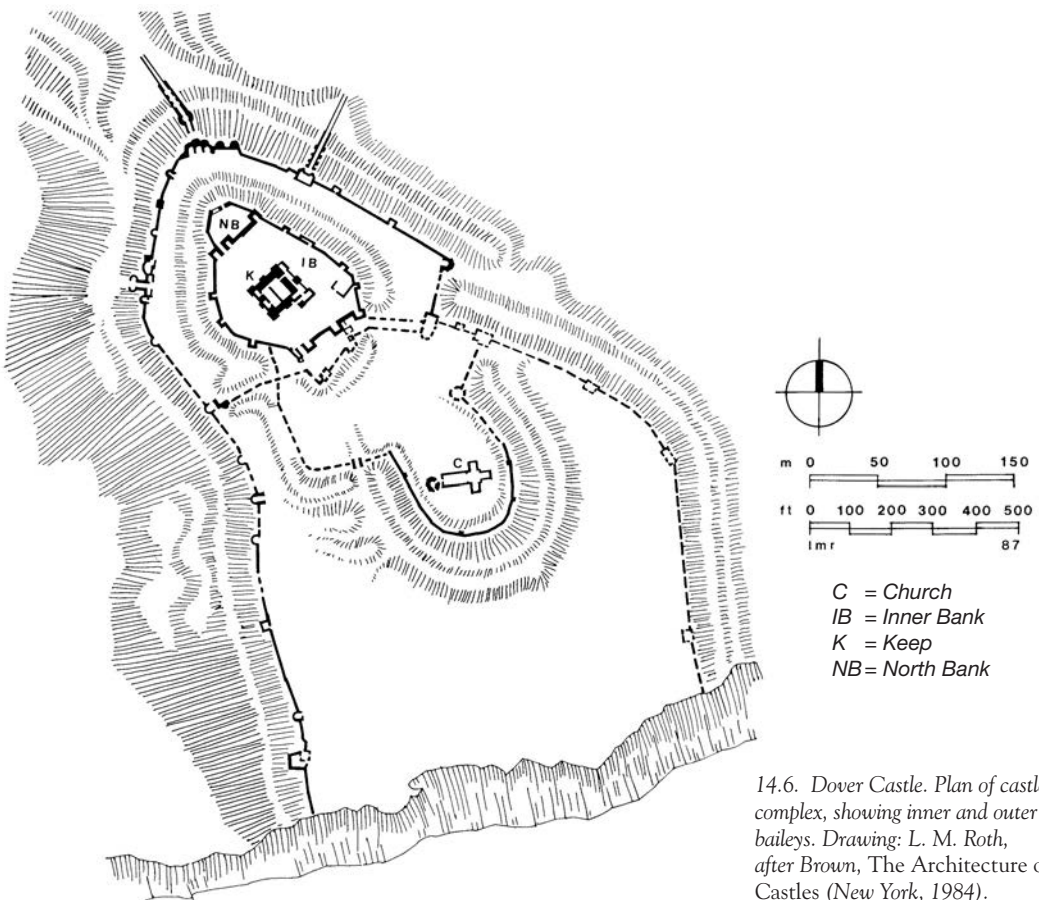 NB
IB
K
C
m 0 50 100 150
ft 0 100 200 300 400 500
lmr 87
C = Church
IB = Inner Bank
K = Keep
NB = North Bank
14.6. Dover Castle. Plan of castl
complex, showing inner and outer
baileys. Drawing: L. M. Roth,
after Brown, The Architecture o
Castles (New York, 1984).